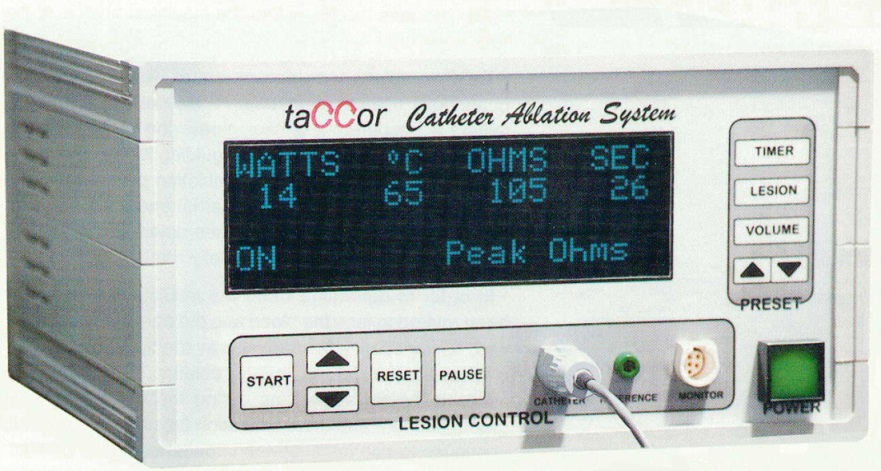 taCCor Catheter Ablation System
WATTS °C OHMS SEC
14 65 105 26
ON Peak Ohms
TIMER
LESION
VOLUME
PRESET
START
RESET
PAUSE
CATHETER
MONITOR
LESION CONTROL
POWER